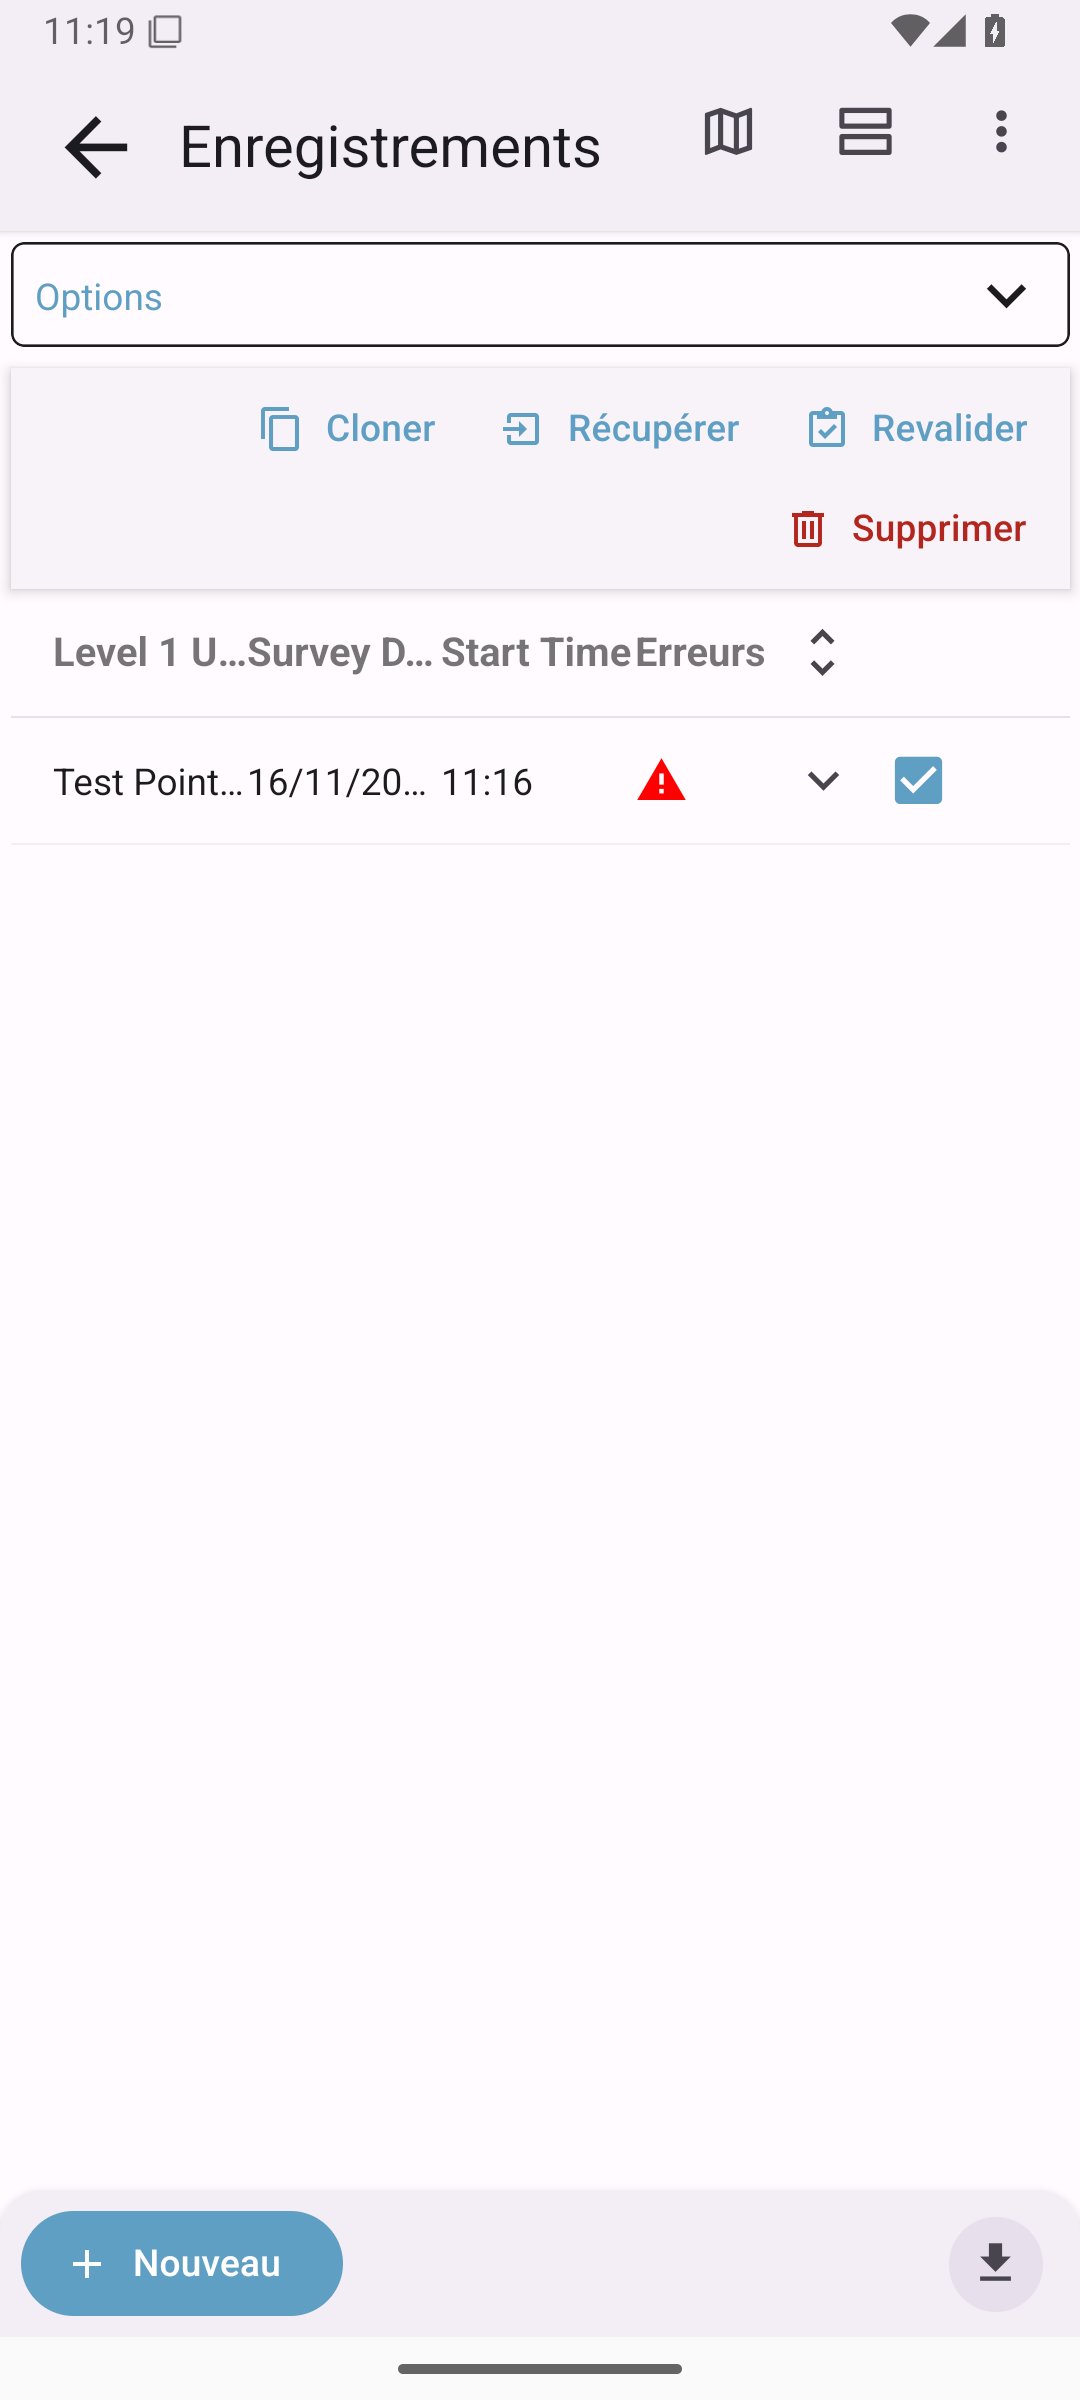 11:19
Enregistrements
Options
Cloner Récupérer Revalider
Supprimer
Level 1 U... Survey D... Start Time Erreurs
Test Point... 16/11/20... 11:16
Nouveau